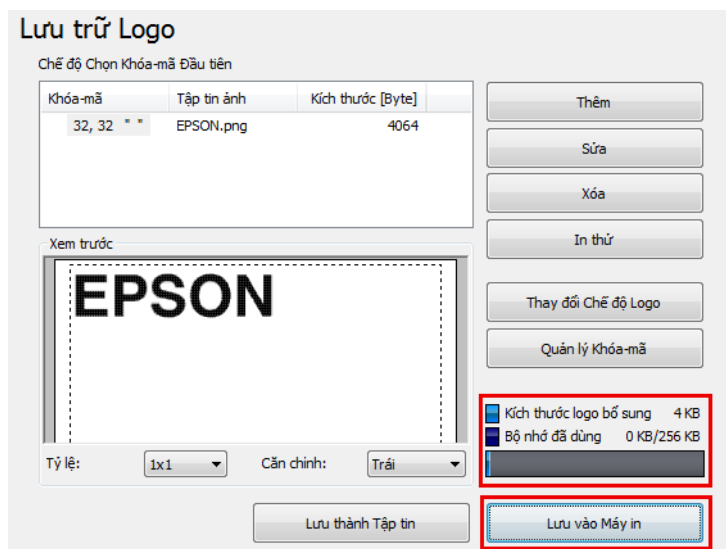 Lưu trữ Logo
Chế độ Chọn Khóa-mã Đầu tiên
Khóa-mã Tập tin ảnh Kích thước [Byte]
32, 32 " " EPSON.png 4064
Thêm
Sửa
Xóa
In thử
Xem trước
EPSON
Thay đổi Chế độ Logo
Quản lý Khóa-mã
Kích thước logo bổ sung 4 KB
Bộ nhớ đã dùng 0 KB/256 KB
Tỷ lệ: 1x1 Căn chỉnh: Trái
Lưu thành Tập tin Lưu vào Máy in